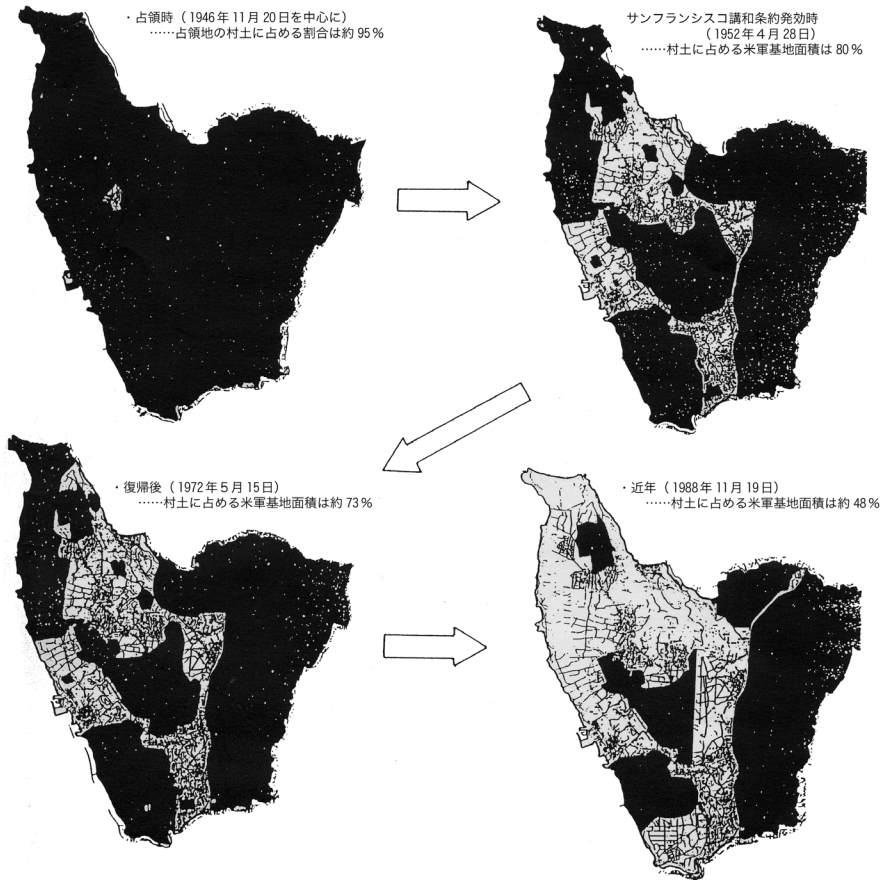 ・占領時（1946年11月20日を中心に）
……占領地の村土に占める割合は約95％
サンフランシスコ講和条約発効時
（1952年4月28日）
……村土に占める米軍基地面積は80％
・復帰後（1972年5月15日）
……村土に占める米軍基地面積は約73％
・近年（1988年11月19日）
……村土に占める米軍基地面積は約48％